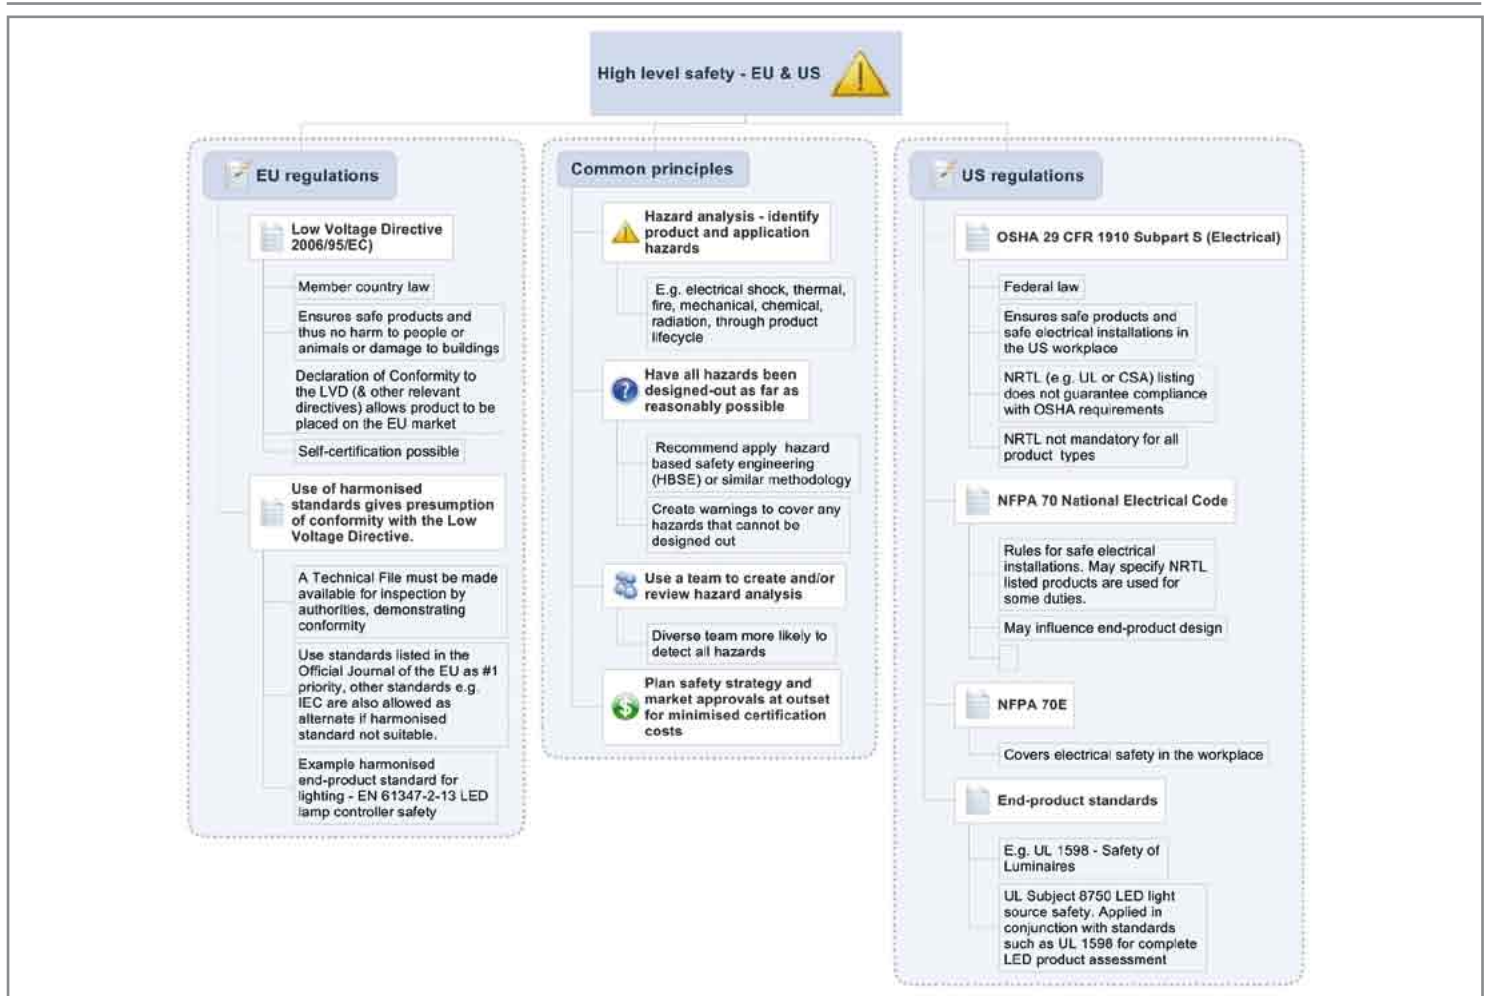 High level safety - EU & US
EU regulations
Low Voltage Directive
2006/95/EC)
Member country law
Ensures safe products and
thus no harm to people or
animals or damage to buildings
Declaration of Conformity to
the LVD (& other relevant
directives) allows product to be
placed on the EU market
Self-certification possible
Use of harmonised
standards gives presumption
of conformity with the Low
Voltage Directive.
A Technical File must be made
available for inspection by
authorities, demonstrating
conformity
Use standards listed in the
Official Journal of the EU as #1
priority, other standards e.g.
IEC are also allowed as
alternate if harmonised
standard not suitable.
Example harmonised
end-product standard for
lighting - EN 61347-2-13 LED
lamp controller safety
Common principles
Hazard analysis - identify
product and application
hazards
E.g. electrical shock, thermal,
fire, mechanical, chemical,
radiation, through product
lifecycle
Have all hazards been
designed-out as far as
reasonably possible
Recommend apply hazard
based safety engineering
(HBSE) or similar methodology
Create warnings to cover any
hazards that cannot be
designed out
Use a team to create and/or
review hazard analysis
Diverse team more likely to
detect all hazards
Plan safety strategy and
market approvals at outset
for minimised certification
costs
US regulations
OSHA 29 CFR 1910 Subpart S (Electrical)
Federal law
Ensures safe products and
safe electrical installations in
the US workplace
NRTL (e.g. UL or CSA) listing
does not guarantee compliance
with OSHA requirements
NRTL not mandatory for all
product types
NFPA 70 National Electrical Code
Rules for safe electrical
installations. May specify NRTL
listed products are used for
some duties.
May influence end-product design
NFPA 70E
Covers electrical safety in the workplace
End-product standards
E.g. UL 1598 - Safety of
Luminaires
UL Subject 8750 LED light
source safety. Applied in
conjunction with standards
such as UL 1598 for complete
LED product assessment